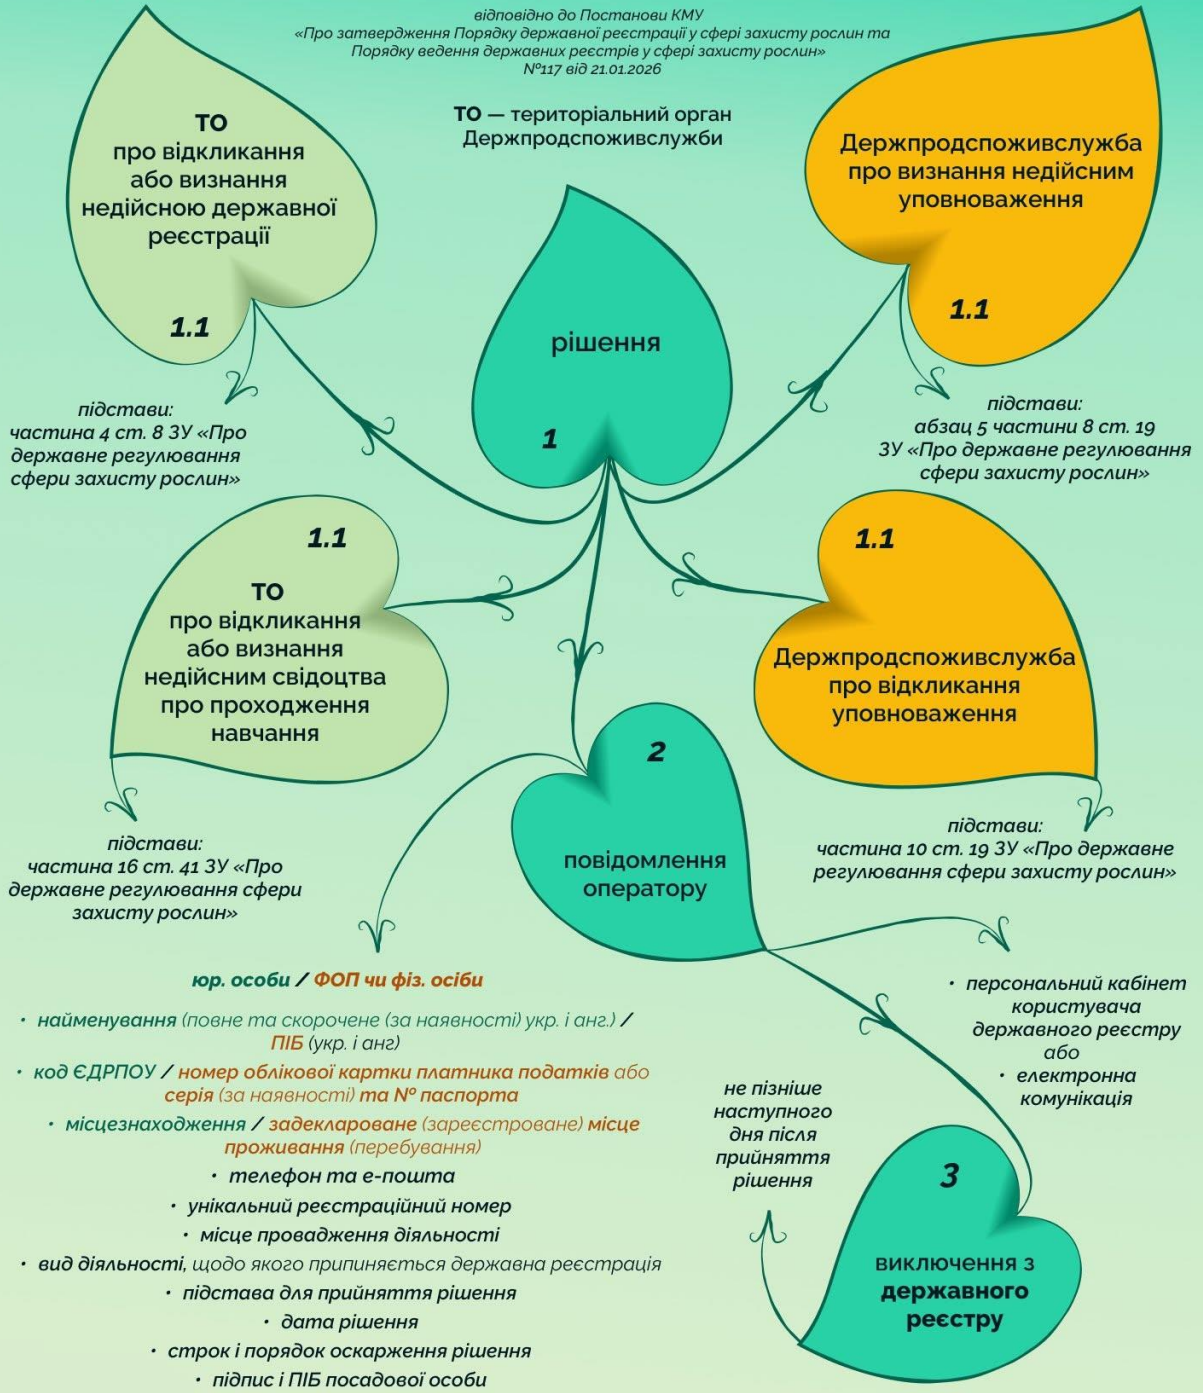 відповідно до Постанови КМУ
«Про затвердження Порядку державної реєстрації у сфері захисту рослин та
Порядку ведення державних реєстрів у сфері захисту рослин»
№117 від 21.01.2026
ТО — територіальний орган
Держпродспоживслужби
ТО
про відкликання
або визнання
недійсною державної
реєстрації
1.1
підстави:
частина 4 ст. 8 ЗУ «Про
державне регулювання
сфери захисту рослин»
рішення
1
Держпродспоживслужба
про визнання недійсним
уповноваження
1.1
підстави:
абзац 5 частини 8 ст. 19
ЗУ «Про державне регулювання
сфери захисту рослин»
1.1
ТО
про відкликання
або визнання
недійсним свідоцтва
про проходження
навчання
підстави:
частина 16 ст. 41 ЗУ «Про
державне регулювання сфери
захисту рослин»
1.1
Держпродспоживслужба
про відкликання
уповноваження
підстави:
частина 10 ст. 19 ЗУ «Про державне
регулювання сфери захисту рослин»
2
повідомлення
оператору
юр. особи / ФОП чи фіз. осіби
• найменування (повне та скорочене (за наявності) укр. і анг.) /
ПІБ (укр. і анг)
• код ЄДРПОУ / номер облікової картки платника податків або
серія (за наявності) та № паспорта
• місцезнаходження / задеклароване (зареєстроване) місце
проживання (перебування)
• телефон та е-пошта
• унікальний реєстраційний номер
• місце провадження діяльності
• вид діяльності, щодо якого припиняється державна реєстрація
• підстава для прийняття рішення
• дата рішення
• строк і порядок оскарження рішення
• підпис і ПІБ посадової особи
• персональний кабінет
користувача
державного реєстру
або
• електронна
комунікація
не пізніше
наступного
дня після
прийняття
рішення
3
виключення з
державного
реєстру